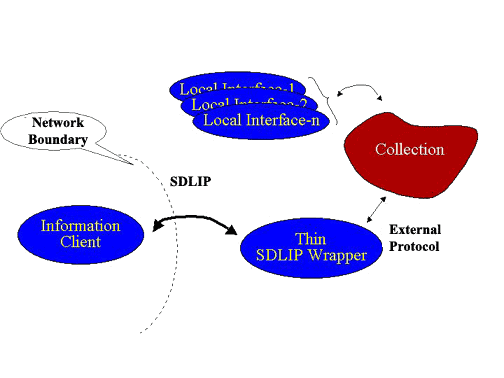 Local Interface-1
Local Interface-2
Local Interface-n
Network
Boundary
Collection
SDLIP
Information
Client
Thin
SDLIP Wrapper
External
Protocol